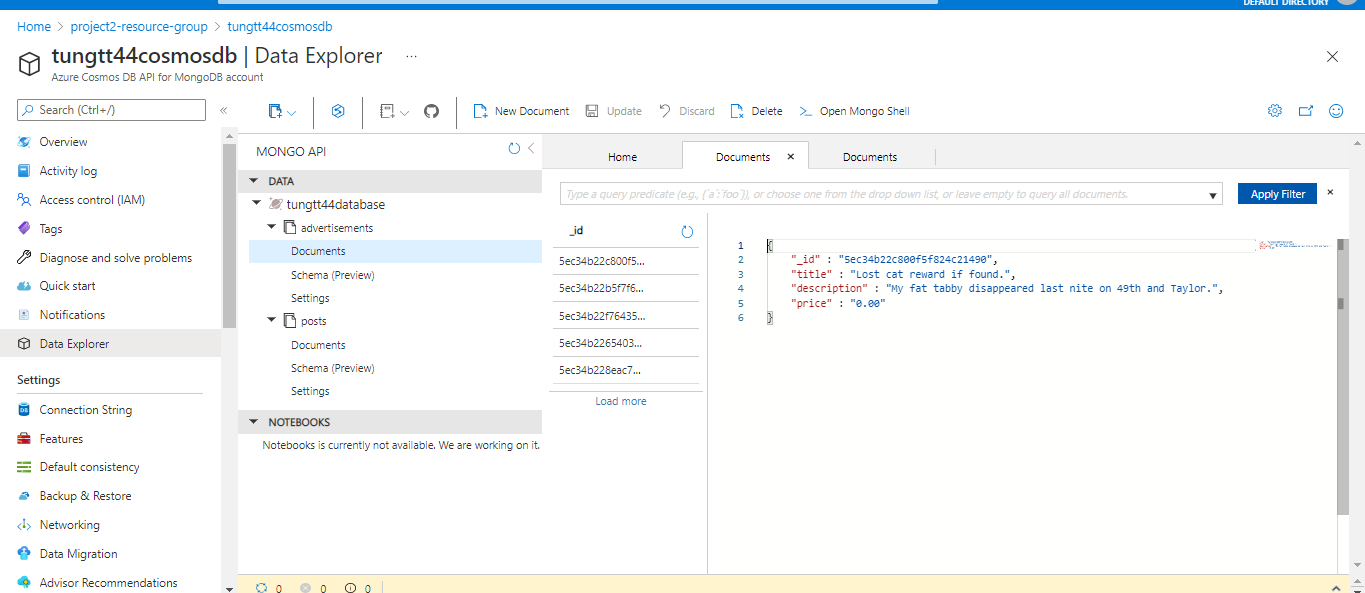 DEFAULT DIRECTORY
Home > project2-resource-group > tungtt44cosmosdb
tungtt44cosmosdb | Data Explorer ...
Azure Cosmos DB API for MongoDB account
Search (Ctrl+/)
«
Overview
Activity log
Access control (IAM)
Tags
Diagnose and solve problems
Quick start
Notifications
Data Explorer
Settings
Connection String
Features
Default consistency
Backup & Restore
Networking
Data Migration
Advisor Recommendations
New Document
Update
Discard
Delete
Open Mongo Shell
MONGO API
DATA
tungtt44database
advertisements
Documents
Schema (Preview)
Settings
posts
Documents
Schema (Preview)
Settings
NOTEBOOKS
Notebooks is currently not available. We are working on it.
Home
Documents
Documents
Type a query predicate (e.g., {´a´:´foo´}), or choose one from the drop down list, or leave empty to query all documents.
Apply Filter
_id
5ec34b22c800f5...
5ec34b22b5f7f6...
5ec34b22f76435...
5ec34b2265403...
5ec34b228eac7...
Load more
1 {
2 "_id" : "5ec34b22c800f5f824c21490",
3 "title" : "Lost cat reward if found.",
4 "description" : "My fat tabby disappeared last nite on 49th and Taylor.",
5 "price" : "0.00"
6 }
0 0 0